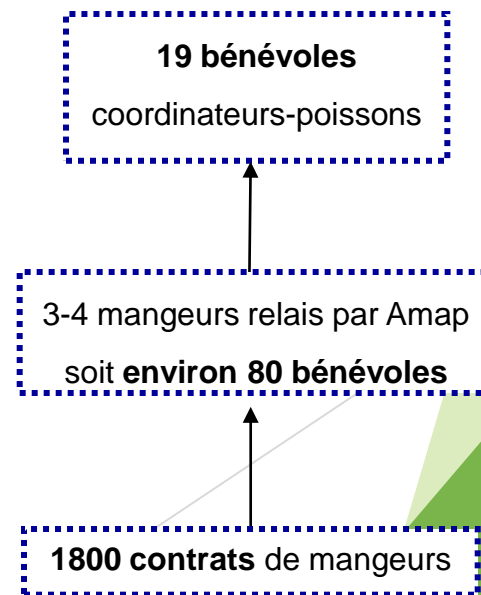 19 bénévoles
coordinateurs-poissons
3-4 mangeurs relais par Amap
soit environ 80 bénévoles
1800 contrats de mangeurs